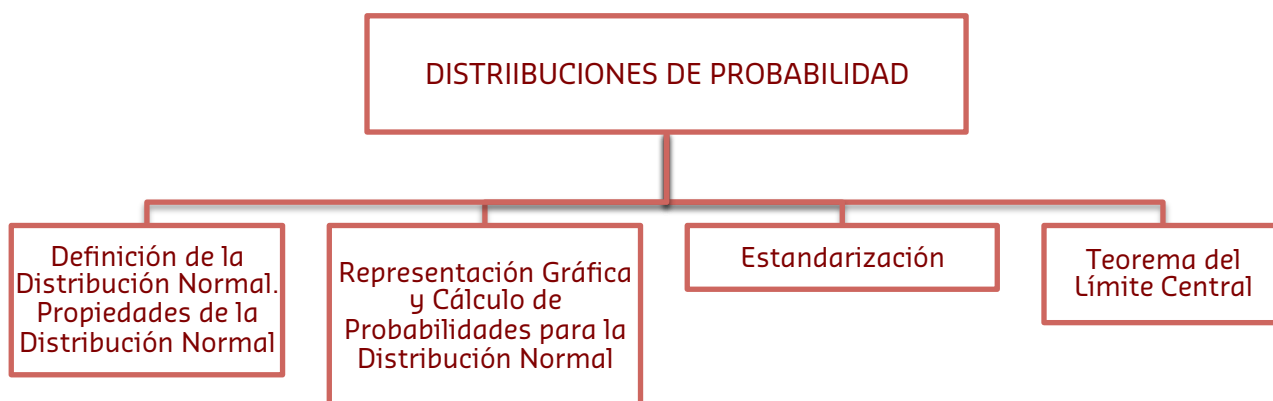 DISTRIIBUCIONES DE PROBABILIDAD
Definición de la
Distribución Normal.
Propiedades de la
Distribución Normal
Representación Gráfica
y Cálculo de
Probabilidades para la
Distribución Normal
Estandarización
Teorema del
Límite Central